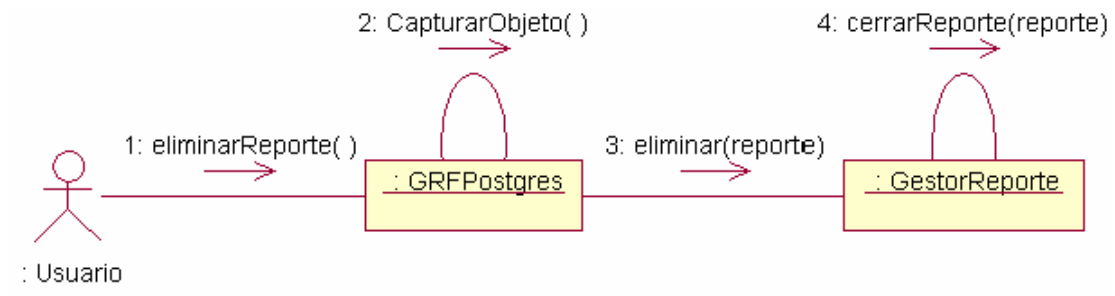 2: CapturarObjeto( )
4: cerrarReporte(reporte)
1: eliminarReporte( )
3: eliminar(reporte)
: GRFPostgres
: GestorReporte
: Usuario